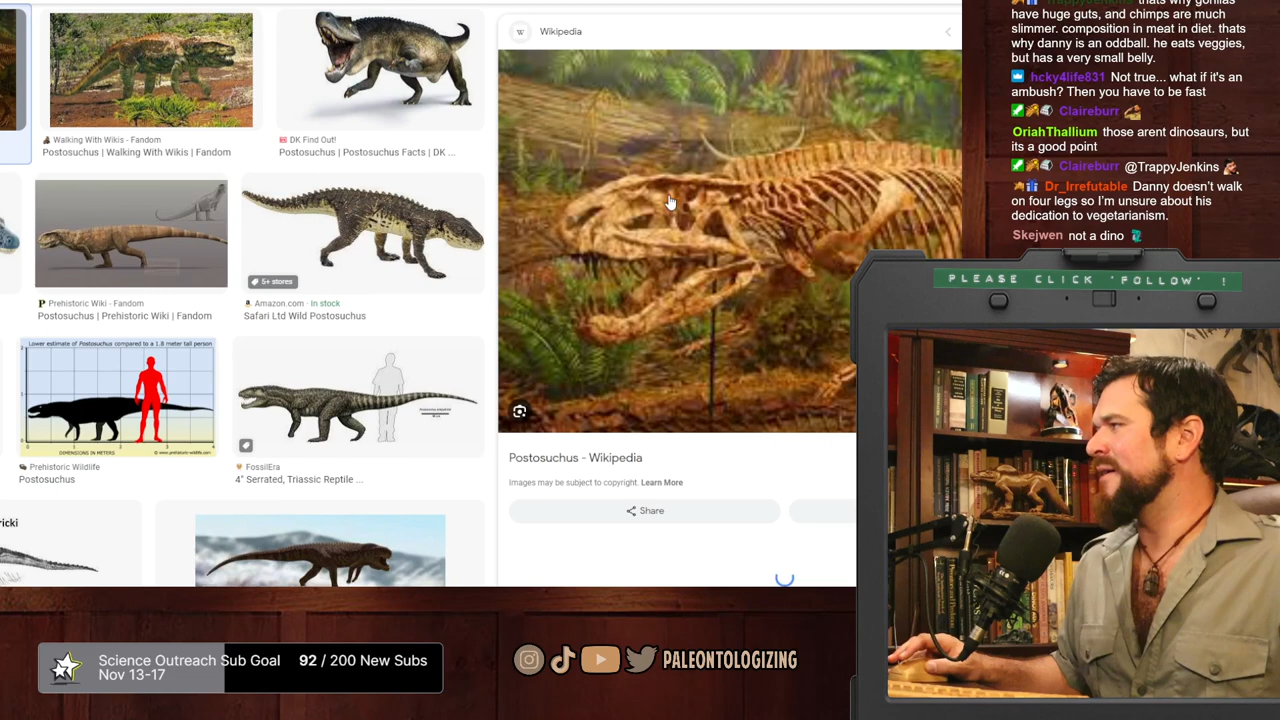 Walking With Wikis - Fandom
Postosuchus | Walking With Wikis | Fandom
DK Find Out!
Postosuchus | Postosuchus Facts | DK ...
W Wikipedia
Prehistoric Wiki - Fandom
Postosuchus | Prehistoric Wiki | Fandom
5+ stores
Amazon.com · In stock
Safari Ltd Wild Postosuchus
Lower estimate of Postosuchus compared to a 1.8 meter tall person
DIMENSIONS IN METERS
© www.prehistoric-wildlife.com
Prehistoric Wildlife
Postosuchus
FossilEra
4" Serrated, Triassic Reptile ...
ricki
Postosuchus - Wikipedia
Images may be subject to copyright. Learn More
Share
have huge guts, and chimps are much
slimmer. composition in meat in diet. thats
why danny is an oddball. he eats veggies,
but has a very small belly.
hcky4life831 Not true... what if it's an
ambush? Then you have to be fast
Claireburr
OriahThallium those arent dinosaurs, but
its a good point
Claireburr @TrappyJenkins
Dr_Irrefutable Danny doesn't walk
on four legs so I'm unsure about his
dedication to vegetarianism.
Skejwen not a dino
PLEASE CLICK 'FOLLOW' !
Science Outreach Sub Goal 92 / 200 New Subs
Nov 13-17
PALEONTOLOGIZING